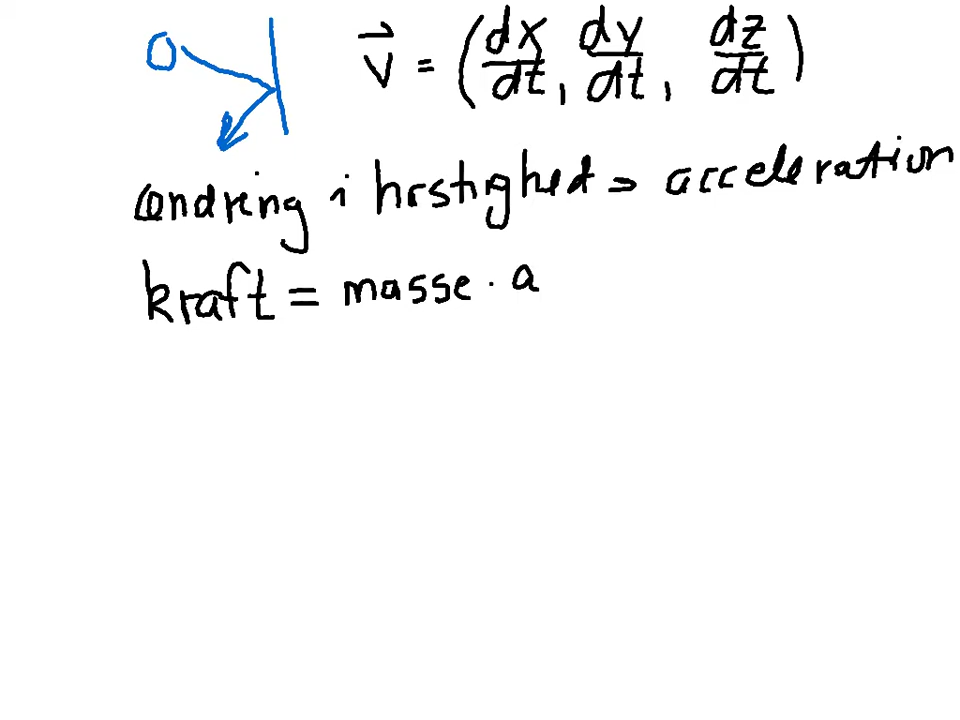 v⃗ = (dx/dt, dy/dt, dz/dt)
ændring i hastighed => acceleration
kraft = masse · a